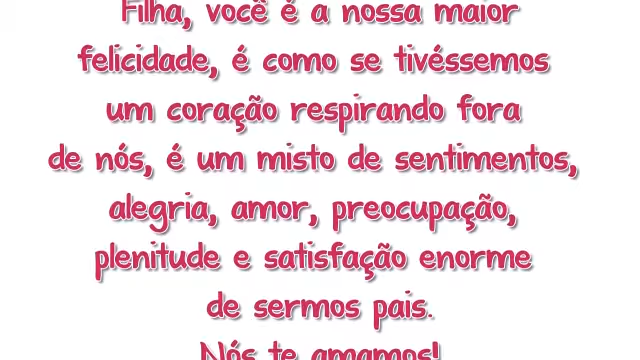 Filha, você é a nossa maior
felicidade, é como se tivéssemos
um coração respirando fora
de nós, é um misto de sentimentos,
alegria, amor, preocupação,
plenitude e satisfação enorme
de sermos pais.
Nós te amamos!